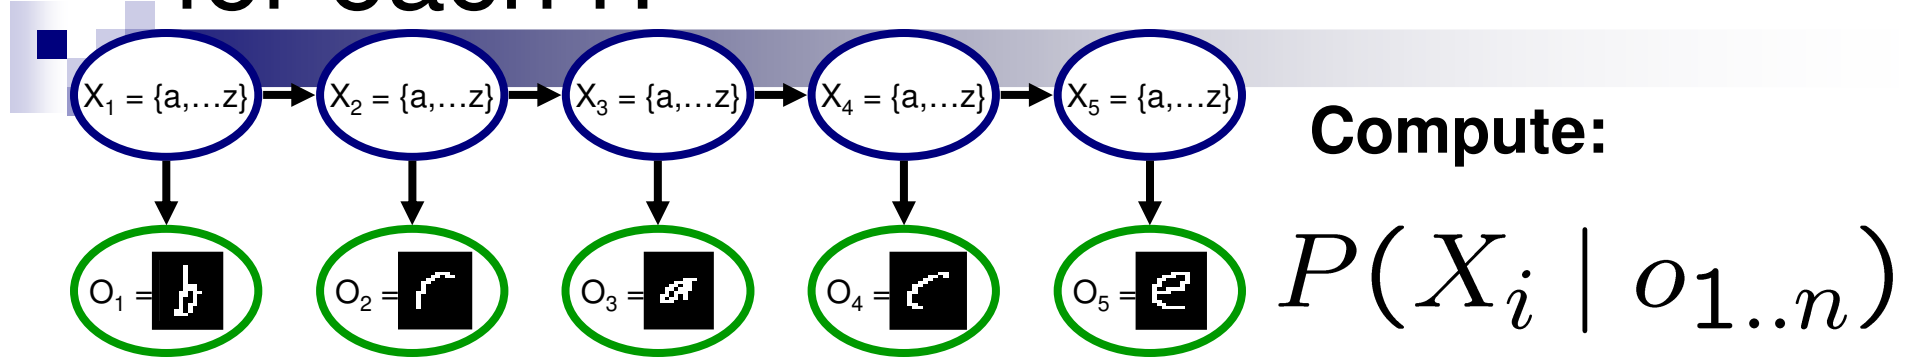 X₁ = {a,…z} X₂ = {a,…z} X₃ = {a,…z} X₄ = {a,…z} X₅ = {a,…z}
Compute:
O₁ = b O₂ = r O₃ = a O₄ = c O₅ = e
P(Xᵢ | o₁..ₙ)